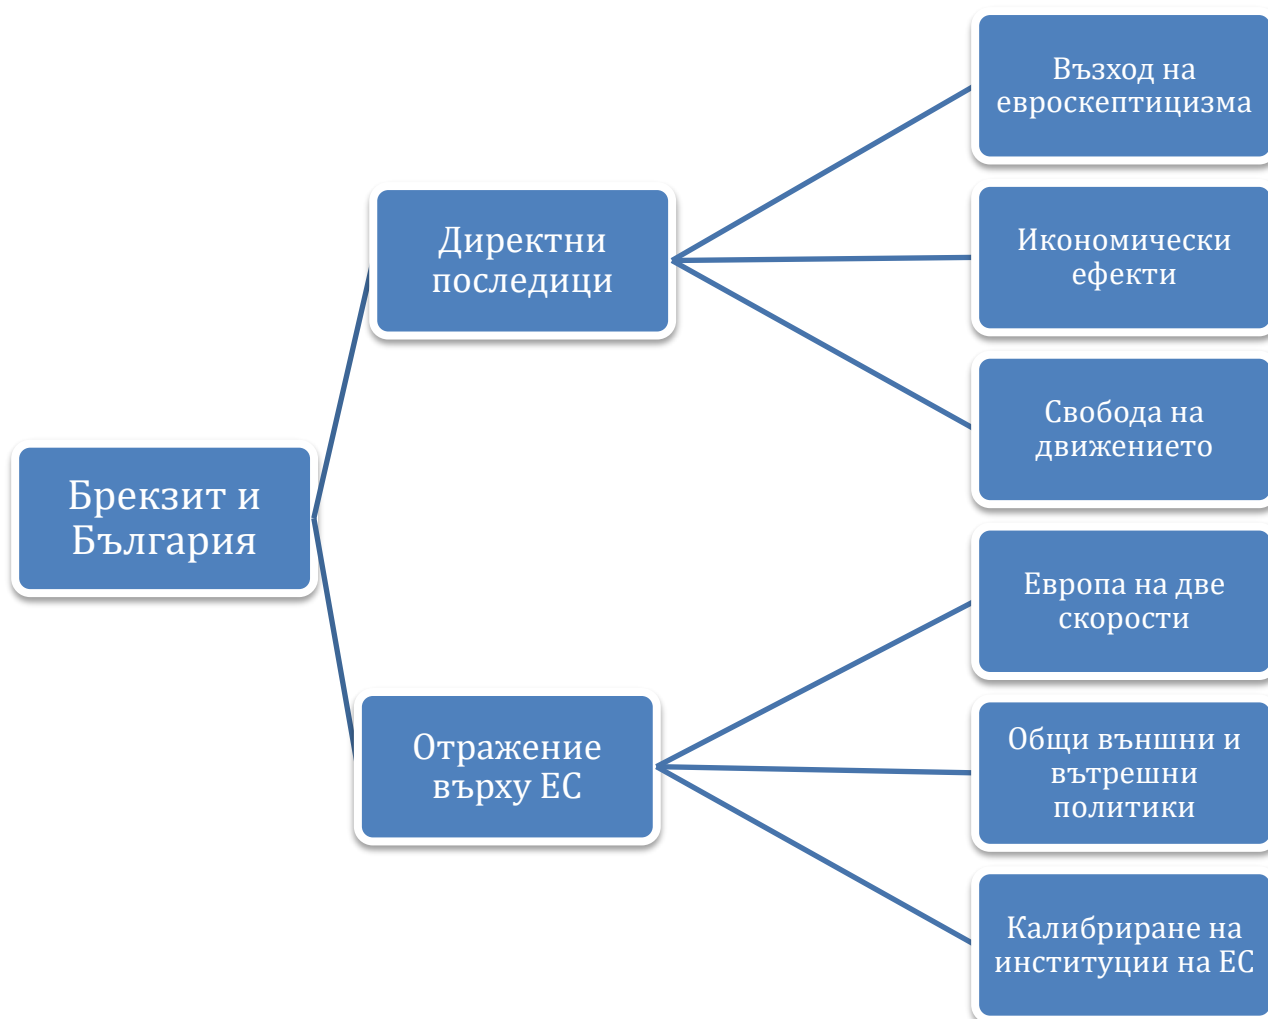 Брекзит и
България
Директни
последици
Възход на
евроскептицизма
Икономически
ефекти
Свобода на
движението
Отражение
върху ЕС
Европа на две
скорости
Общи външни и
вътрешни
политики
Калибриране на
институции на ЕС